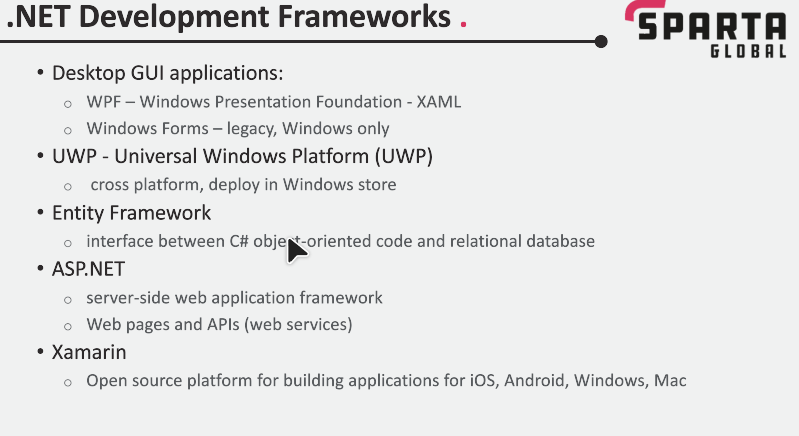 .NET Development Frameworks .
SPARTA
GLOBAL
• Desktop GUI applications:
o WPF – Windows Presentation Foundation - XAML
o Windows Forms – legacy, Windows only
• UWP - Universal Windows Platform (UWP)
o cross platform, deploy in Windows store
• Entity Framework
o interface between C# object-oriented code and relational database
• ASP.NET
o server-side web application framework
o Web pages and APIs (web services)
• Xamarin
o Open source platform for building applications for iOS, Android, Windows, Mac